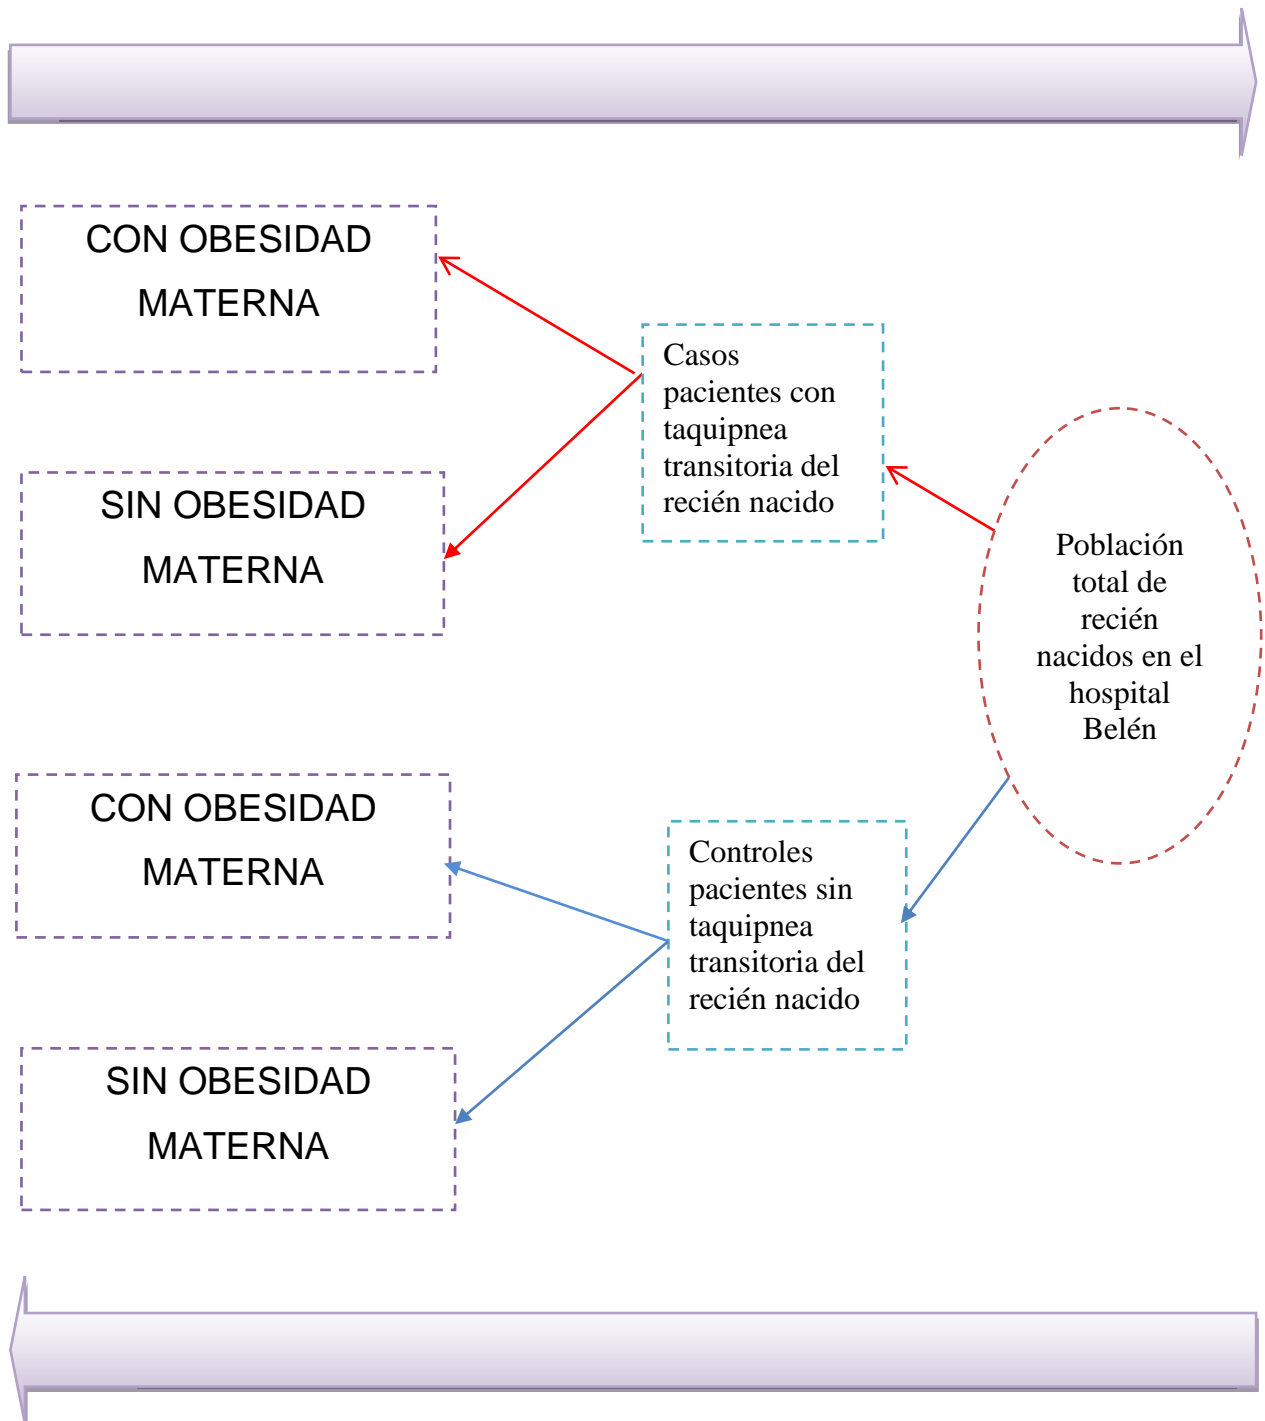 CON OBESIDAD
MATERNA
SIN OBESIDAD
MATERNA
Casos
pacientes con
taquipnea
transitoria del
recién nacido
Población
total de
recién
nacidos en el
hospital
Belén
CON OBESIDAD
MATERNA
SIN OBESIDAD
MATERNA
Controles
pacientes sin
taquipnea
transitoria del
recién nacido